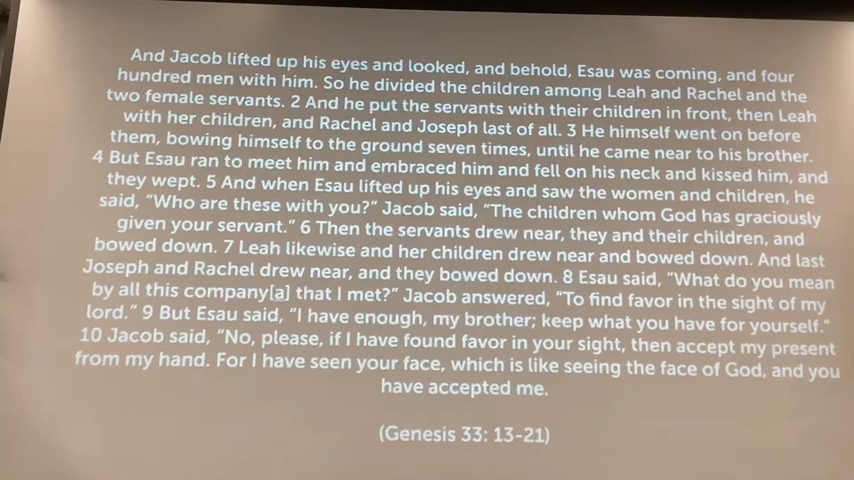 And Jacob lifted up his eyes and looked, and behold, Esau was coming, and four
hundred men with him. So he divided the children among Leah and Rachel and the
two female servants. 2 And he put the servants with their children in front, then Leah
with her children, and Rachel and Joseph last of all. 3 He himself went on before
them, bowing himself to the ground seven times, until he came near to his brother.
4 But Esau ran to meet him and embraced him and fell on his neck and kissed him, and
they wept. 5 And when Esau lifted up his eyes and saw the women and children, he
said, “Who are these with you?” Jacob said, “The children whom God has graciously
given your servant.” 6 Then the servants drew near, they and their children, and
bowed down. 7 Leah likewise and her children drew near and bowed down. And last
Joseph and Rachel drew near, and they bowed down. 8 Esau said, “What do you mean
by all this company[a] that I met?” Jacob answered, “To find favor in the sight of my
lord.” 9 But Esau said, “I have enough, my brother; keep what you have for yourself.”
10 Jacob said, “No, please, if I have found favor in your sight, then accept my present
from my hand. For I have seen your face, which is like seeing the face of God, and you
have accepted me.
(Genesis 33: 13-21)